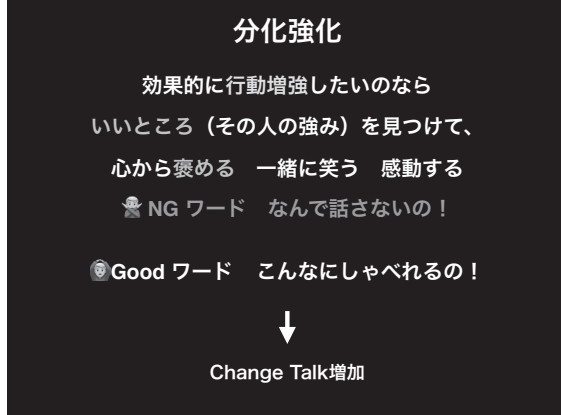 分化強化
効果的に行動増強したいのなら
いいところ（その人の強み）を見つけて、
心から褒める　一緒に笑う　感動する
🙅NG ワード　なんで話さないの！
🙆Good ワード　こんなにしゃべれるの！
Change Talk増加